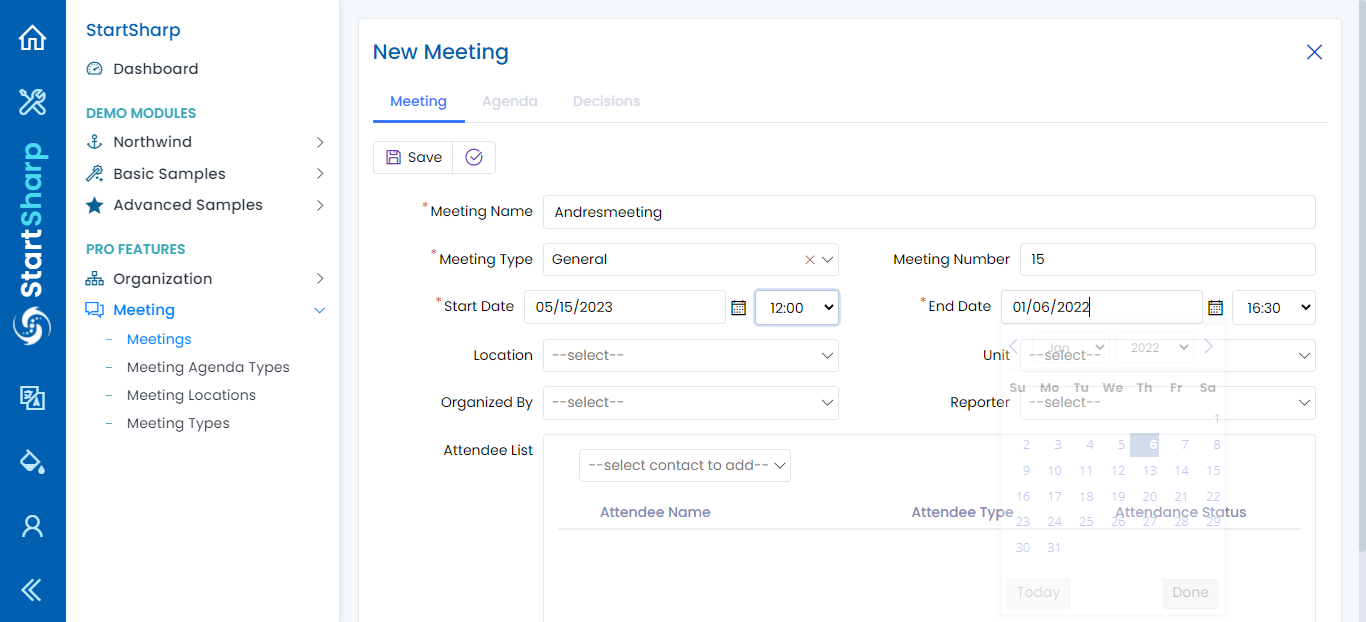 StartSharp
StartSharp
Dashboard
DEMO MODULES
Northwind
Basic Samples
Advanced Samples
PRO FEATURES
Organization
Meeting
– Meetings
– Meeting Agenda Types
– Meeting Locations
– Meeting Types
New Meeting
Meeting Agenda Decisions
Save
*Meeting Name Andresmeeting
*Meeting Type General Meeting Number 15
*Start Date 05/15/2023 12:00 *End Date 01/06/2022 16:30
Location --select-- Unit --select--
Jan 2022
Su Mo Tu We Th Fr Sa
Organized By --select-- Reporter --select--
1
Attendee List
2 3 4 5 6 7 8
--select contact to add--
9 10 11 12 13 14 15
16 17 18 19 20 21 22
Attendee Name Attendee Type Attendance Status
23 24 25 26 27 28 29
30 31
Today Done